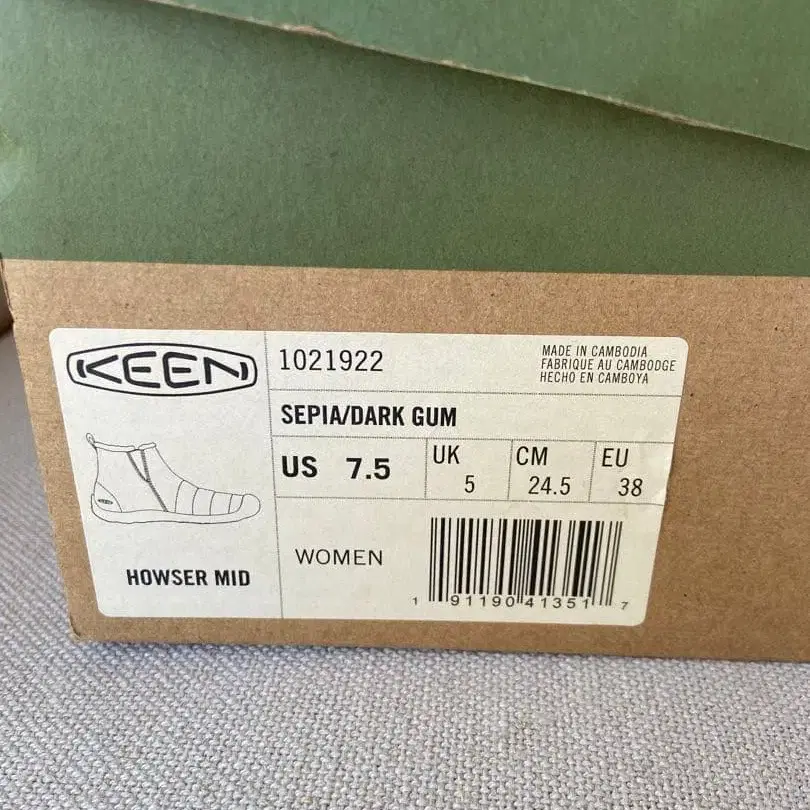 KEEN
1021922
MADE IN CAMBODIA
FABRIQUE AU CAMBODGE
HECHO EN CAMBOYA
SEPIA/DARK GUM
US 7.5
UK 5
CM 24.5
EU 38
HOWSER MID
WOMEN
1 91190 41351 7